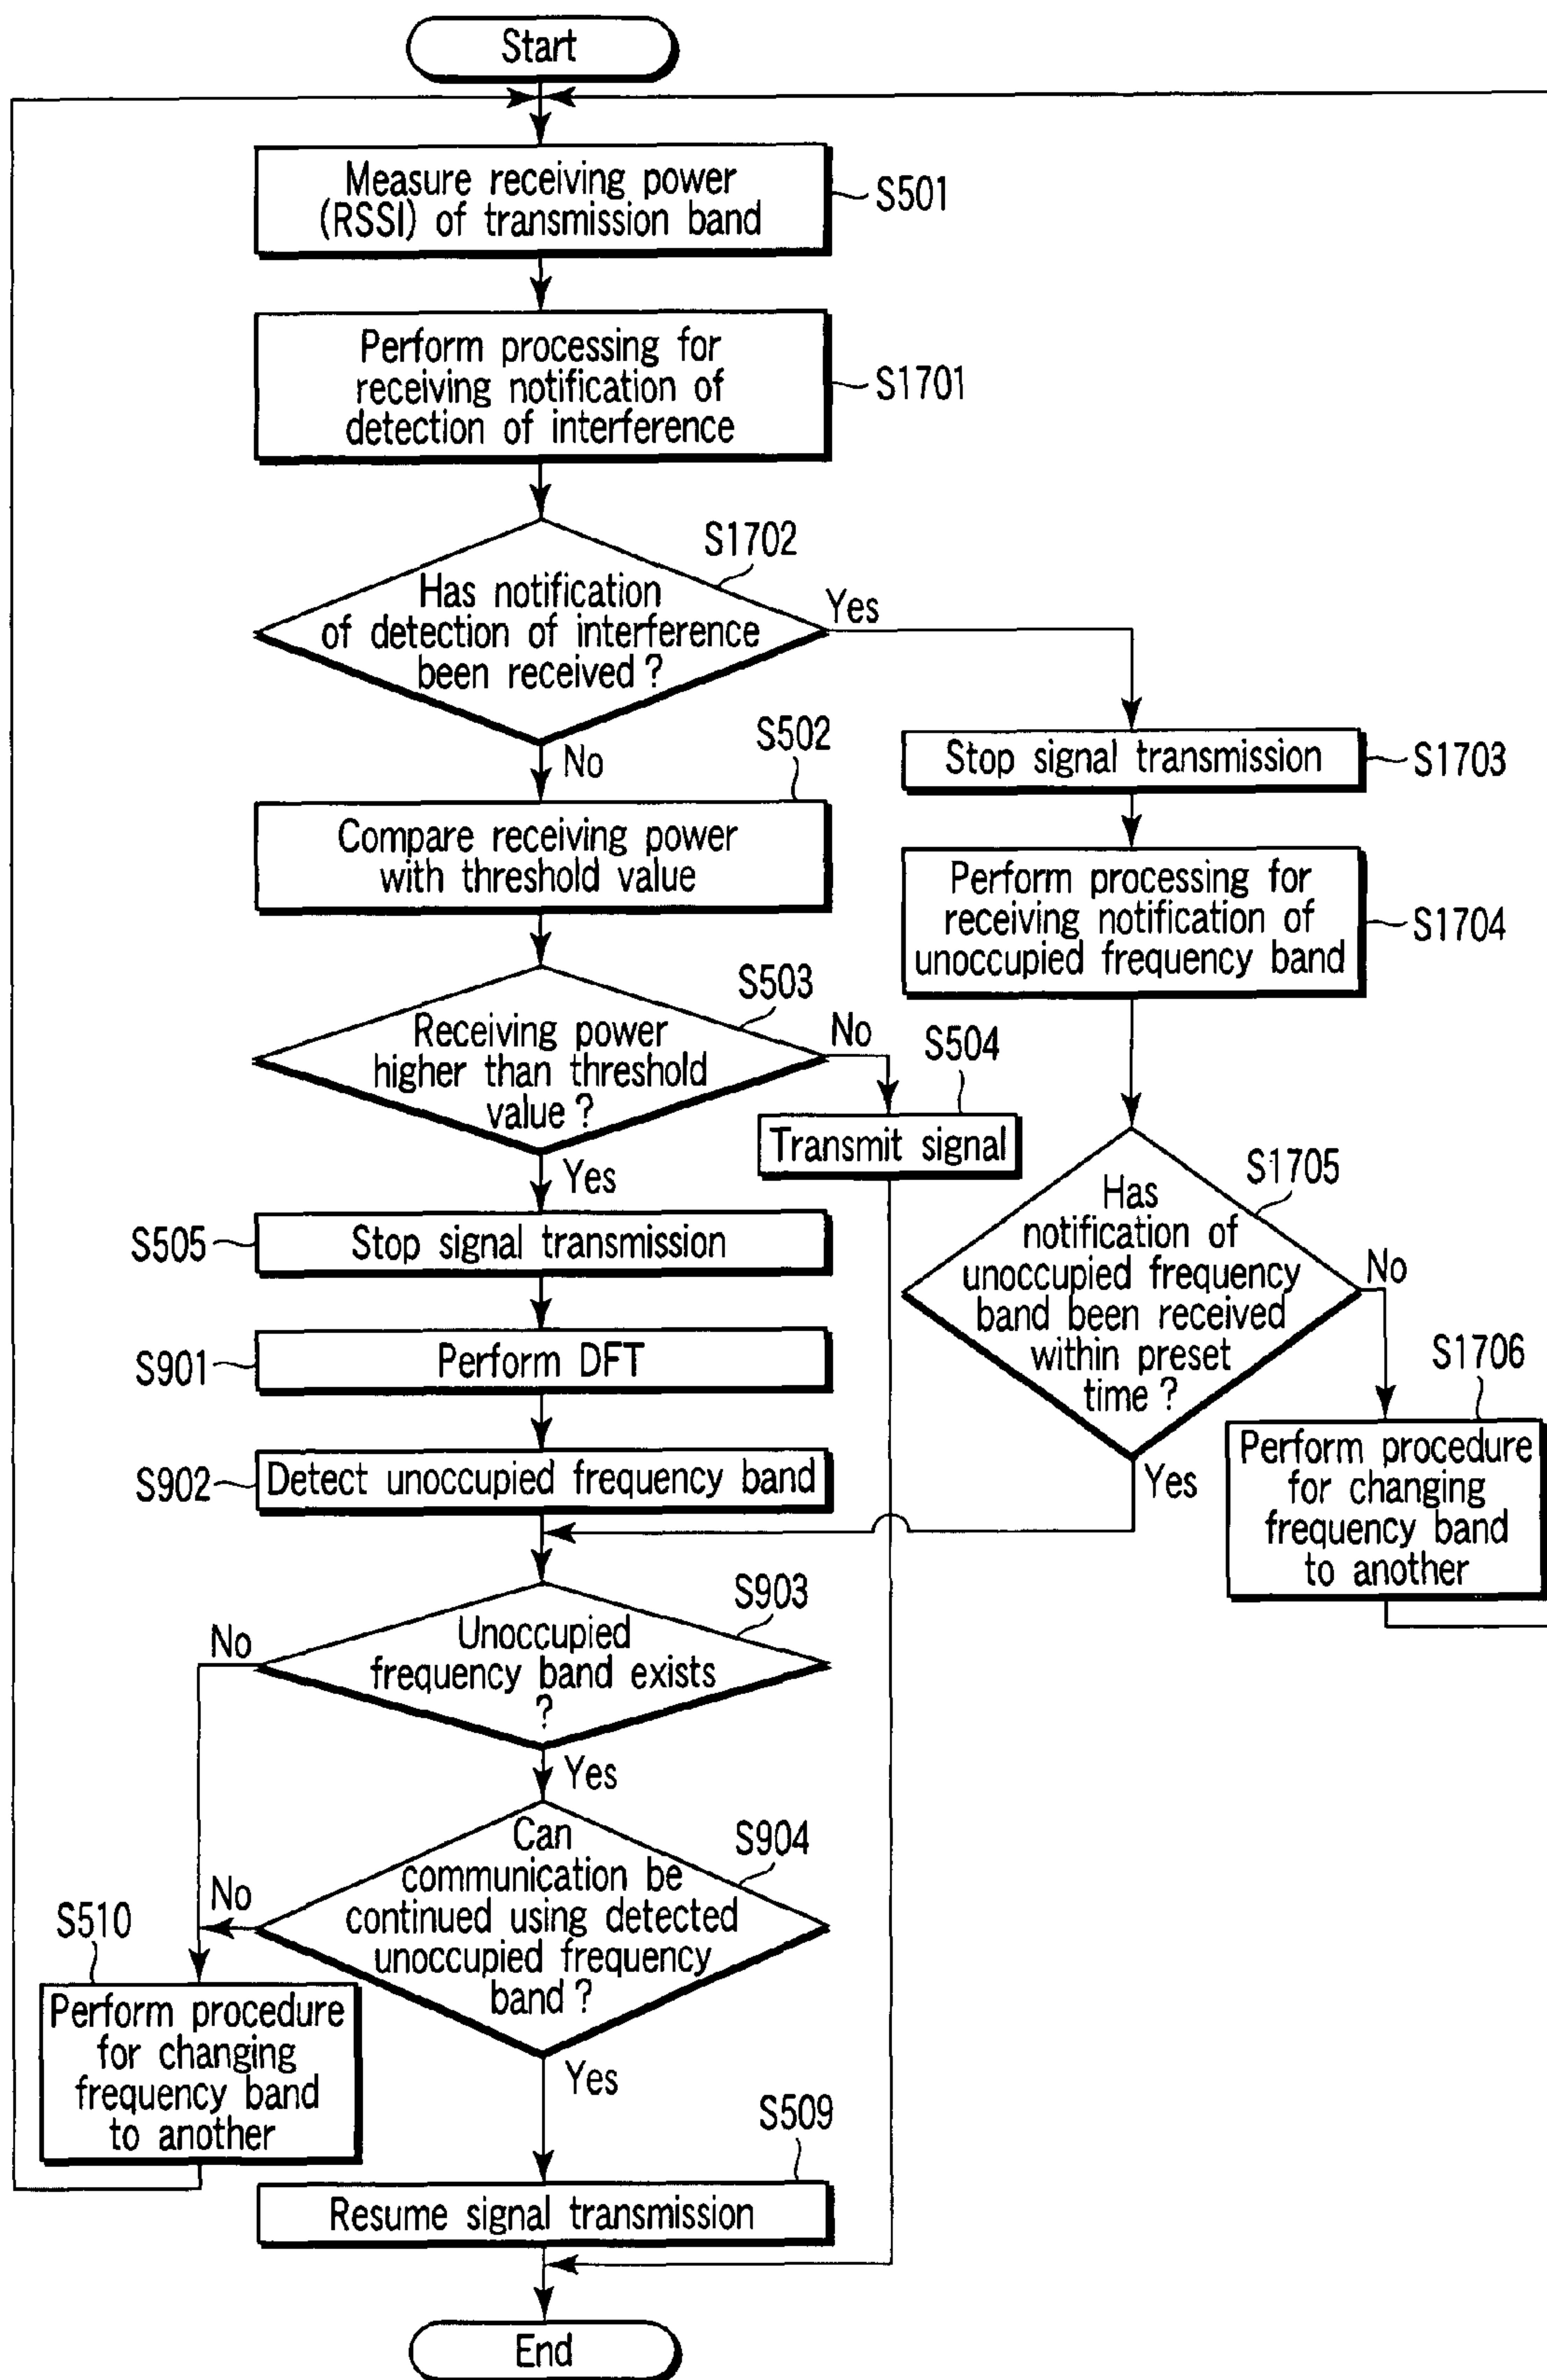 Start
Measure receiving power
(RSSI) of transmission band
S501
Perform processing for
receiving notification of
detection of interference
S1701
S1702
Has notification
of detection of interference
been received ?
Yes
No
S502
Compare receiving power
with threshold value
Stop signal transmission
S1703
Perform processing for
receiving notification of
unoccupied frequency band
S1704
S503
Receiving power
higher than threshold
value ?
No
S504
Transmit signal
Yes
S505
Stop signal transmission
S1705
Has
notification of
unoccupied frequency
band been received
within preset
time ?
No
S1706
Perform procedure
for changing
frequency band
to another
Yes
S901
Perform DFT
S902
Detect unoccupied frequency band
S903
Unoccupied
frequency band exists
?
No
Yes
S904
Can
communication be
continued using detected
unoccupied frequency
band ?
No
S510
Perform procedure
for changing
frequency band
to another
Yes
S509
Resume signal transmission
End